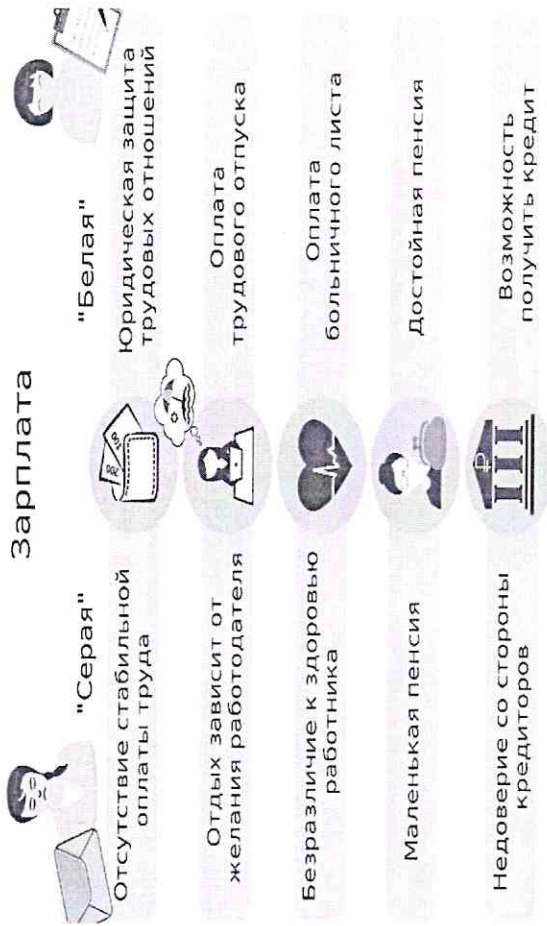 Зарплата
"Серая"
"Белая"
Отсутствие стабильной
оплаты труда
Юридическая защита
трудовых отношений
Отдых зависит от
желания работодателя
Оплата
трудового отпуска
Безразличие к здоровью
работника
Оплата
больничного листа
Маленькая пенсия
Достойная пенсия
Недоверие со стороны
кредиторов
Возможность
получить кредит